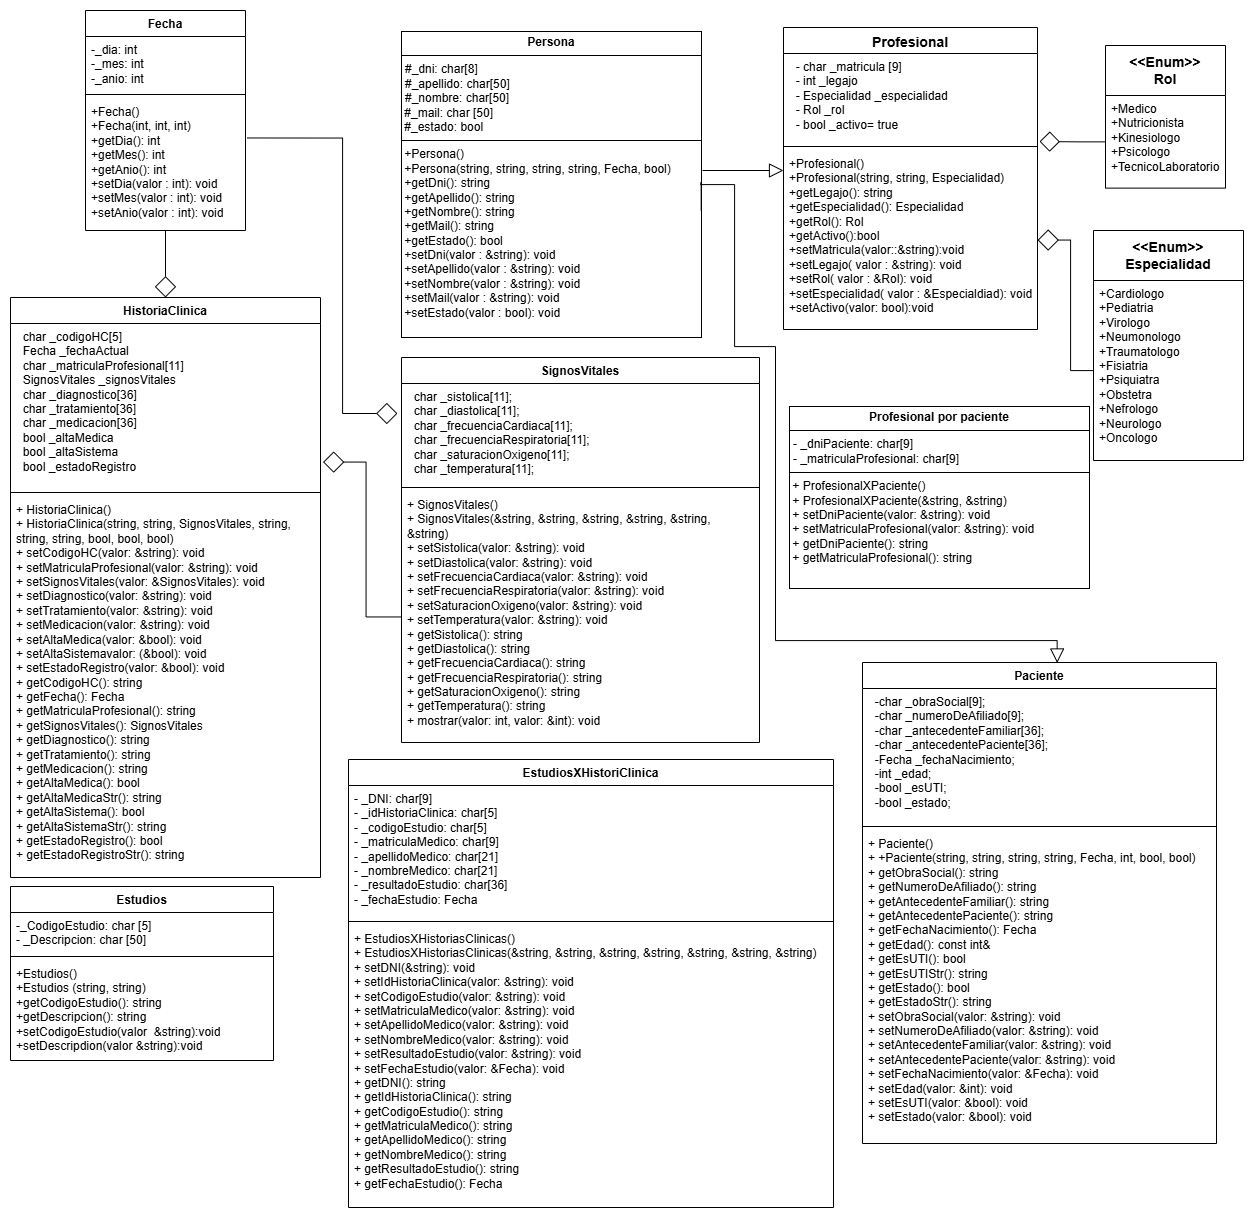 Fecha
-_dia: int
-_mes: int
-_anio: int
+Fecha()
+Fecha(int, int, int)
+getDia(): int
+getMes(): int
+getAnio(): int
+setDia(valor : int): void
+setMes(valor : int): void
+setAnio(valor : int): void
Persona
#_dni: char[8]
#_apellido: char[50]
#_nombre: char[50]
#_mail: char [50]
#_estado: bool
+Persona()
+Persona(string, string, string, string, Fecha, bool)
+getDni(): string
+getApellido(): string
+getNombre(): string
+getMail(): string
+getEstado(): bool
+setDni(valor : &string): void
+setApellido(valor : &string): void
+setNombre(valor : &string): void
+setMail(valor : &string): void
+setEstado(valor : bool): void
Profesional
- char _matricula [9]
- int _legajo
- Especialidad _especialidad
- Rol _rol
- bool _activo= true
+Profesional()
+Profesional(string, string, Especialidad)
+getLegajo(): string
+getEspecialidad(): Especialidad
+getRol(): Rol
+getActivo():bool
+setMatricula(valor::&string):void
+setLegajo( valor : &string): void
+setRol( valor : &Rol): void
+setEspecialidad( valor : &Especialdiad): void
+setActivo(valor: bool):void
<<Enum>>
Rol
+Medico
+Nutricionista
+Kinesiologo
+Psicologo
+TecnicoLaboratorio
<<Enum>>
Especialidad
+Cardiologo
+Pediatria
+Virologo
+Neumonologo
+Traumatologo
+Fisiatria
+Psiquiatra
+Obstetra
+Nefrologo
+Neurologo
+Oncologo
HistoriaClinica
char _codigoHC[5]
Fecha _fechaActual
char _matriculaProfesional[11]
SignosVitales _signosVitales
char _diagnostico[36]
char _tratamiento[36]
char _medicacion[36]
bool _altaMedica
bool _altaSistema
bool _estadoRegistro
+ HistoriaClinica()
+ HistoriaClinica(string, string, SignosVitales, string,
string, string, bool, bool, bool)
+ setCodigoHC(valor: &string): void
+ setMatriculaProfesional(valor: &string): void
+ setSignosVitales(valor: &SignosVitales): void
+ setDiagnostico(valor: &string): void
+ setTratamiento(valor: &string): void
+ setMedicacion(valor: &string): void
+ setAltaMedica(valor: &bool): void
+ setAltaSistemavalor: (&bool): void
+ setEstadoRegistro(valor: &bool): void
+ getCodigoHC(): string
+ getFecha(): Fecha
+ getMatriculaProfesional(): string
+ getSignosVitales(): SignosVitales
+ getDiagnostico(): string
+ getTratamiento(): string
+ getMedicacion(): string
+ getAltaMedica(): bool
+ getAltaMedicaStr(): string
+ getAltaSistema(): bool
+ getAltaSistemaStr(): string
+ getEstadoRegistro(): bool
+ getEstadoRegistroStr(): string
SignosVitales
char _sistolica[11];
char _diastolica[11];
char _frecuenciaCardiaca[11];
char _frecuenciaRespiratoria[11];
char _saturacionOxigeno[11];
char _temperatura[11];
+ SignosVitales()
+ SignosVitales(&string, &string, &string, &string, &string,
&string)
+ setSistolica(valor: &string): void
+ setDiastolica(valor: &string): void
+ setFrecuenciaCardiaca(valor: &string): void
+ setFrecuenciaRespiratoria(valor: &string): void
+ setSaturacionOxigeno(valor: &string): void
+ setTemperatura(valor: &string): void
+ getSistolica(): string
+ getDiastolica(): string
+ getFrecuenciaCardiaca(): string
+ getFrecuenciaRespiratoria(): string
+ getSaturacionOxigeno(): string
+ getTemperatura(): string
+ mostrar(valor: int, valor: &int): void
Profesional por paciente
- _dniPaciente: char[9]
- _matriculaProfesional: char[9]
+ ProfesionalXPaciente()
+ ProfesionalXPaciente(&string, &string)
+ setDniPaciente(valor: &string): void
+ setMatriculaProfesional(valor: &string): void
+ getDniPaciente(): string
+ getMatriculaProfesional(): string
Paciente
-char _obraSocial[9];
-char _numeroDeAfiliado[9];
-char _antecedenteFamiliar[36];
-char _antecedentePaciente[36];
-Fecha _fechaNacimiento;
-int _edad;
-bool _esUTI;
-bool _estado;
+ Paciente()
+ +Paciente(string, string, string, string, Fecha, int, bool, bool)
+ getObraSocial(): string
+ getNumeroDeAfiliado(): string
+ getAntecedenteFamiliar(): string
+ getAntecedentePaciente(): string
+ getFechaNacimiento(): Fecha
+ getEdad(): const int&
+ getEsUTI(): bool
+ getEsUTIStr(): string
+ getEstado(): bool
+ getEstadoStr(): string
+ setObraSocial(valor: &string): void
+ setNumeroDeAfiliado(valor: &string): void
+ setAntecedenteFamiliar(valor: &string): void
+ setAntecedentePaciente(valor: &string): void
+ setFechaNacimiento(valor: &Fecha): void
+ setEdad(valor: &int): void
+ setEsUTI(valor: &bool): void
+ setEstado(valor: &bool): void
EstudiosXHistoriClinica
- _DNI: char[9]
- _idHistoriaClinica: char[5]
- _codigoEstudio: char[5]
- _matriculaMedico: char[9]
- _apellidoMedico: char[21]
- _nombreMedico: char[21]
- _resultadoEstudio: char[36]
- _fechaEstudio: Fecha
+ EstudiosXHistoriasClinicas()
+ EstudiosXHistoriasClinicas(&string, &string, &string, &string, &string, &string, &string)
+ setDNI(&string): void
+ setIdHistoriaClinica(valor: &string): void
+ setCodigoEstudio(valor: &string): void
+ setMatriculaMedico(valor: &string): void
+ setApellidoMedico(valor: &string): void
+ setNombreMedico(valor: &string): void
+ setResultadoEstudio(valor: &string): void
+ setFechaEstudio(valor: &Fecha): void
+ getDNI(): string
+ getIdHistoriaClinica(): string
+ getCodigoEstudio(): string
+ getMatriculaMedico(): string
+ getApellidoMedico(): string
+ getNombreMedico(): string
+ getResultadoEstudio(): string
+ getFechaEstudio(): Fecha
Estudios
-_CodigoEstudio: char [5]
- _Descripcion: char [50]
+Estudios()
+Estudios (string, string)
+getCodigoEstudio(): string
+getDescripcion(): string
+setCodigoEstudio(valor  &string):void
+setDescripdion(valor &string):void